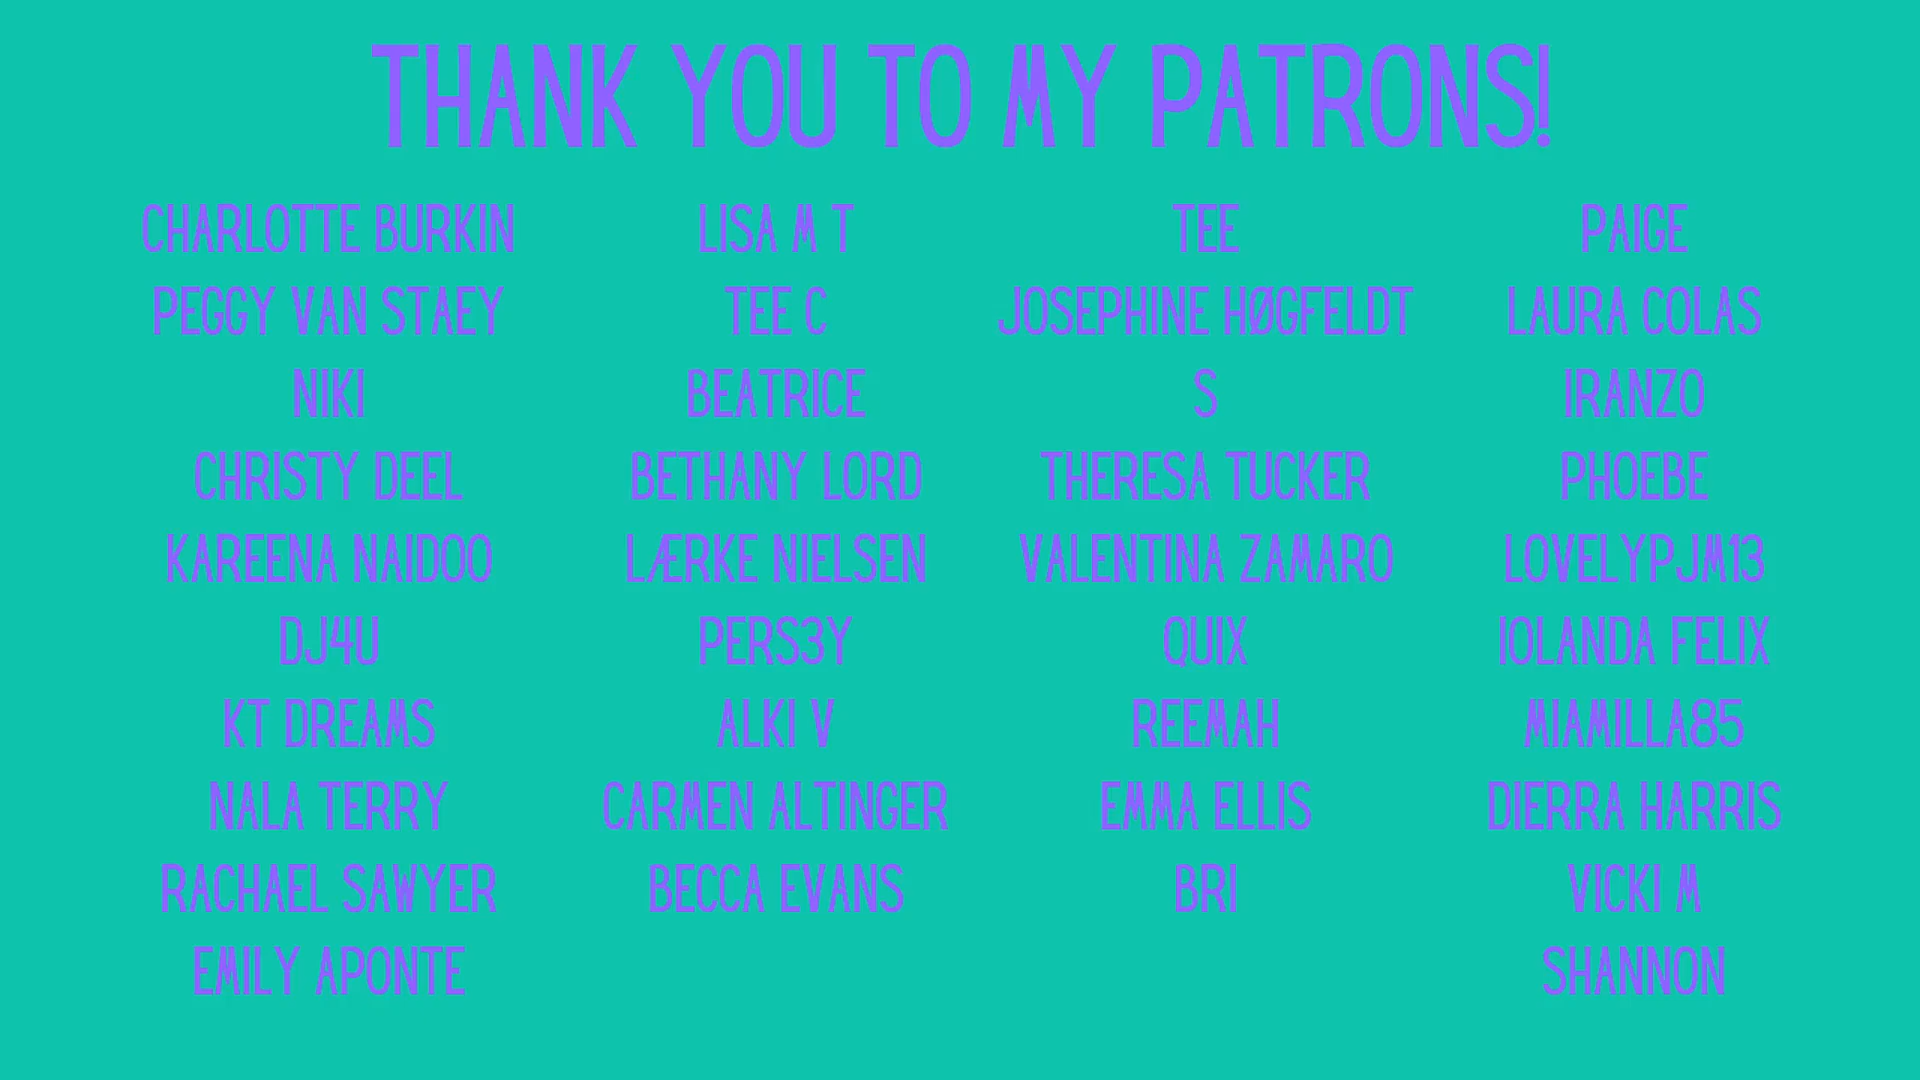 THANK YOU TO MY PATRONS!
CHARLOTTE BURKIN
PEGGY VAN STAEY
NIKI
CHRISTY DEEL
KAREENA NAIDOO
DJ4U
KT DREAMS
NALA TERRY
RACHAEL SAWYER
EMILY APONTE
LISA M T
TEE C
BEATRICE
BETHANY LORD
LÆRKE NIELSEN
PERS3Y
ALKI V
CARMEN ALTINGER
BECCA EVANS
TEE
JOSEPHINE HØGFELDT
S
THERESA TUCKER
VALENTINA ZAMARO
QUIX
REEMAH
EMMA ELLIS
BRI
PAIGE
LAURA COLAS
IRANZO
PHOEBE
LOVELYPJM13
IOLANDA FELIX
MIAMILLA85
DIERRA HARRIS
VICKI M
SHANNON